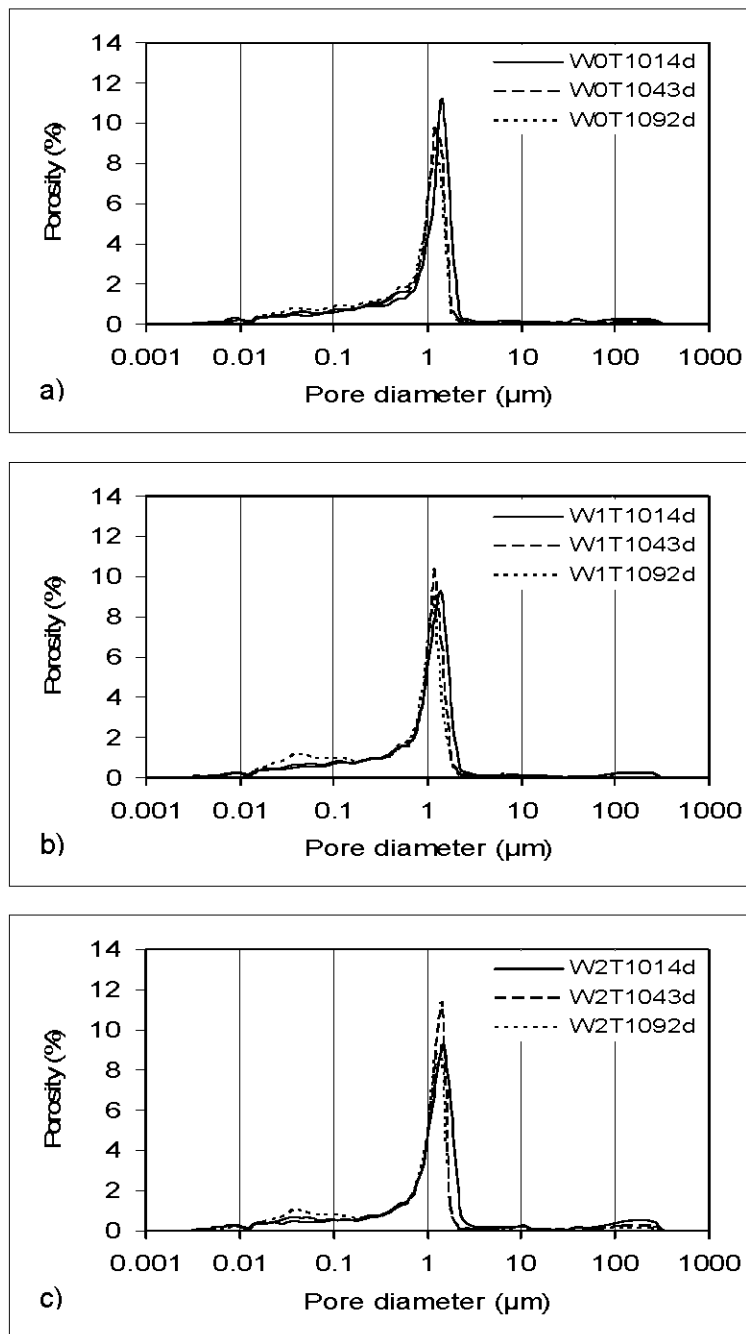 14
12
10
8
6
4
2
0
Porosity (%)
W0T1014d
W0T1043d
W0T1092d
0.001 0.01 0.1 1 10 100 1000
Pore diameter (µm)
a)
14
12
10
8
6
4
2
0
Porosity (%)
W1T1014d
W1T1043d
W1T1092d
0.001 0.01 0.1 1 10 100 1000
Pore diameter (µm)
b)
14
12
10
8
6
4
2
0
Porosity (%)
W2T1014d
W2T1043d
W2T1092d
0.001 0.01 0.1 1 10 100 1000
Pore diameter (µm)
c)